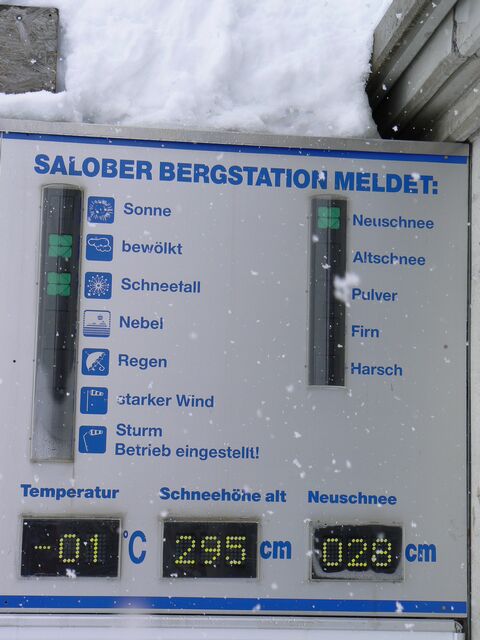 SALOBER BERGSTATION MELDET:
Sonne
bewölkt
Schneefall
Nebel
Regen
starker Wind
Sturm
Betrieb eingestellt!
Neuschnee
Altschnee
Pulver
Firn
Harsch
Temperatur Schneehöhe alt Neuschnee
-01 °C 295 cm 028 cm